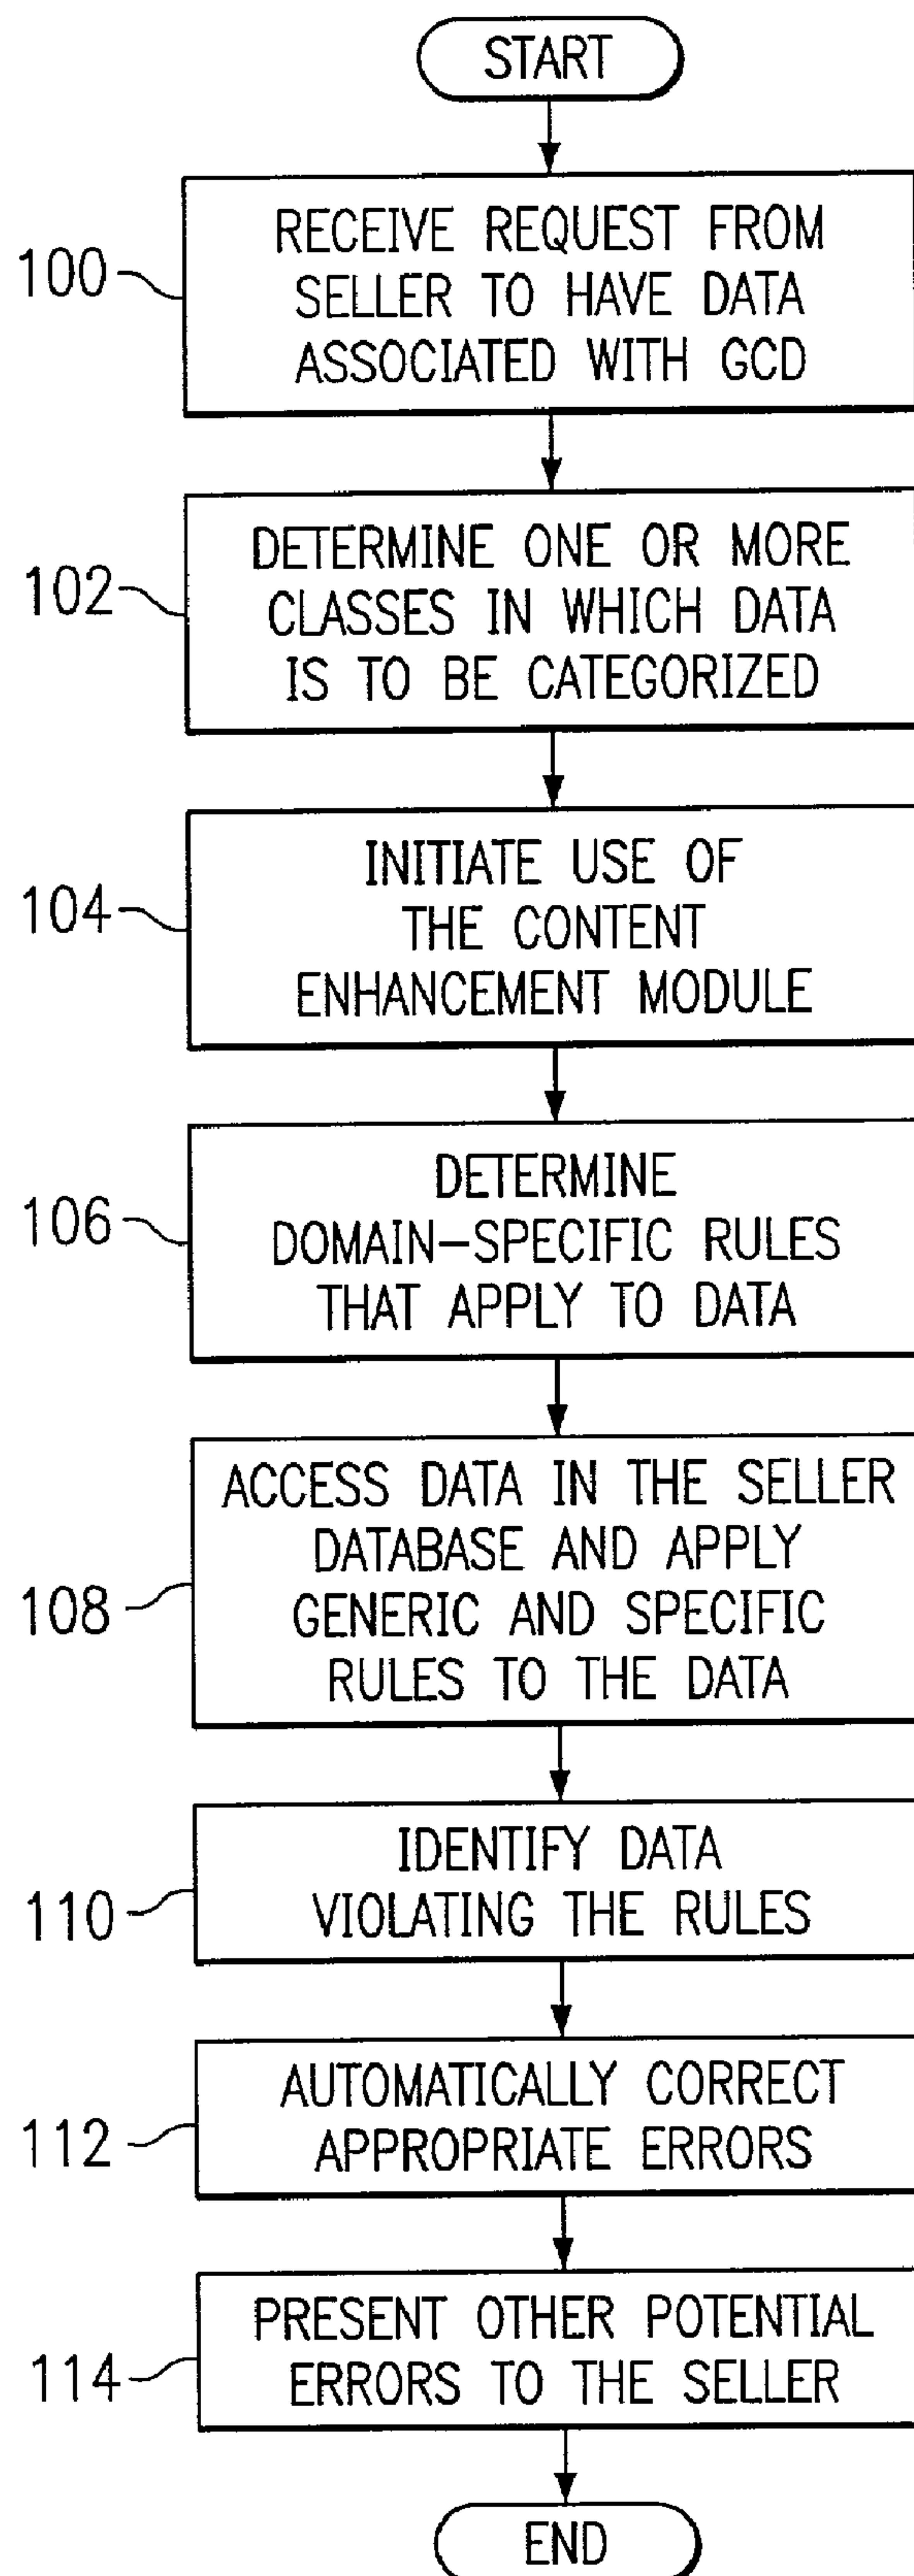 START
100
RECEIVE REQUEST FROM
SELLER TO HAVE DATA
ASSOCIATED WITH GCD
102
DETERMINE ONE OR MORE
CLASSES IN WHICH DATA
IS TO BE CATEGORIZED
104
INITIATE USE OF
THE CONTENT
ENHANCEMENT MODULE
106
DETERMINE
DOMAIN-SPECIFIC RULES
THAT APPLY TO DATA
108
ACCESS DATA IN THE SELLER
DATABASE AND APPLY
GENERIC AND SPECIFIC
RULES TO THE DATA
110
IDENTIFY DATA
VIOLATING THE RULES
112
AUTOMATICALLY CORRECT
APPROPRIATE ERRORS
114
PRESENT OTHER POTENTIAL
ERRORS TO THE SELLER
END